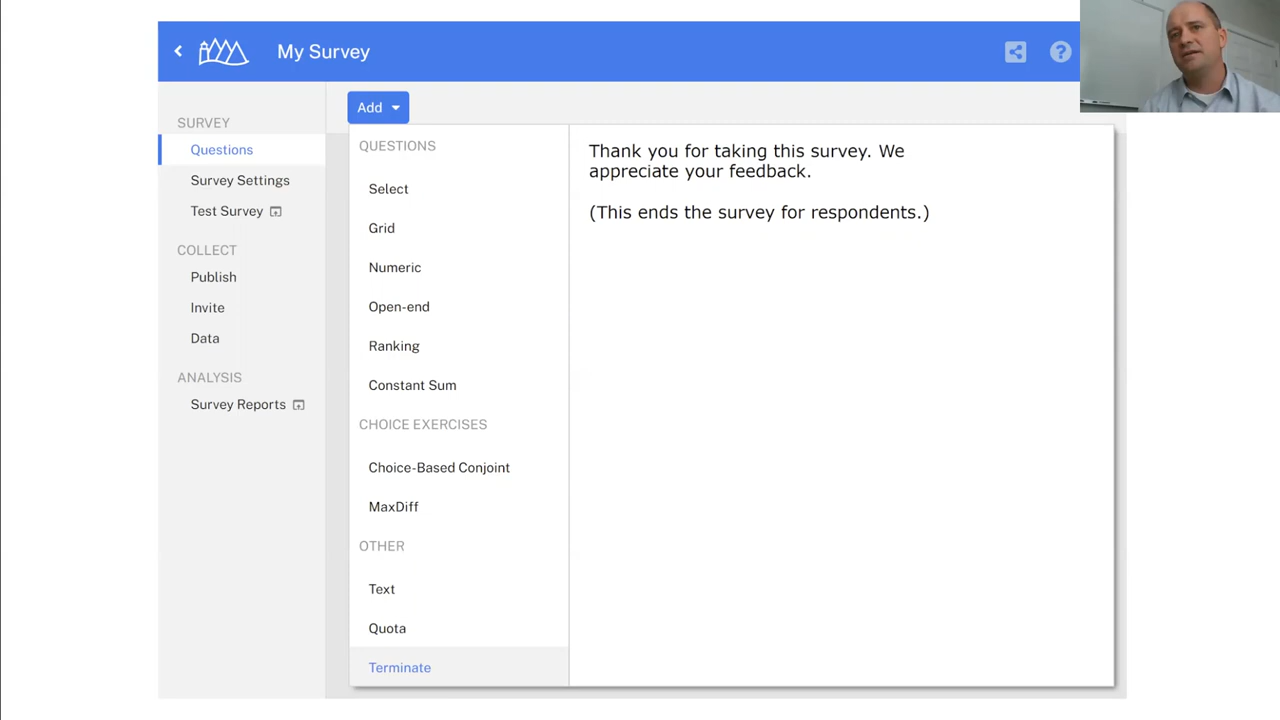 My Survey
SURVEY
Questions
Survey Settings
Test Survey
COLLECT
Publish
Invite
Data
ANALYSIS
Survey Reports
Add
QUESTIONS
Select
Grid
Numeric
Open-end
Ranking
Constant Sum
CHOICE EXERCISES
Choice-Based Conjoint
MaxDiff
OTHER
Text
Quota
Terminate
Thank you for taking this survey. We
appreciate your feedback.
(This ends the survey for respondents.)